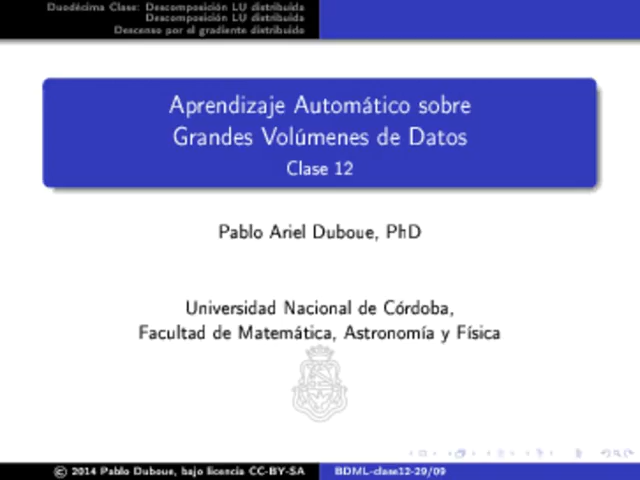 Duodécima Clase: Descomposición LU distribuida
Descomposición LU distribuida
Descenso por el gradiente distribuido
Aprendizaje Automático sobre
Grandes Volúmenes de Datos
Clase 12
Pablo Ariel Duboue, PhD
Universidad Nacional de Córdoba,
Facultad de Matemática, Astronomía y Física
© 2014 Pablo Duboue, bajo licencia CC-BY-SA
BDML-clase12-29/09